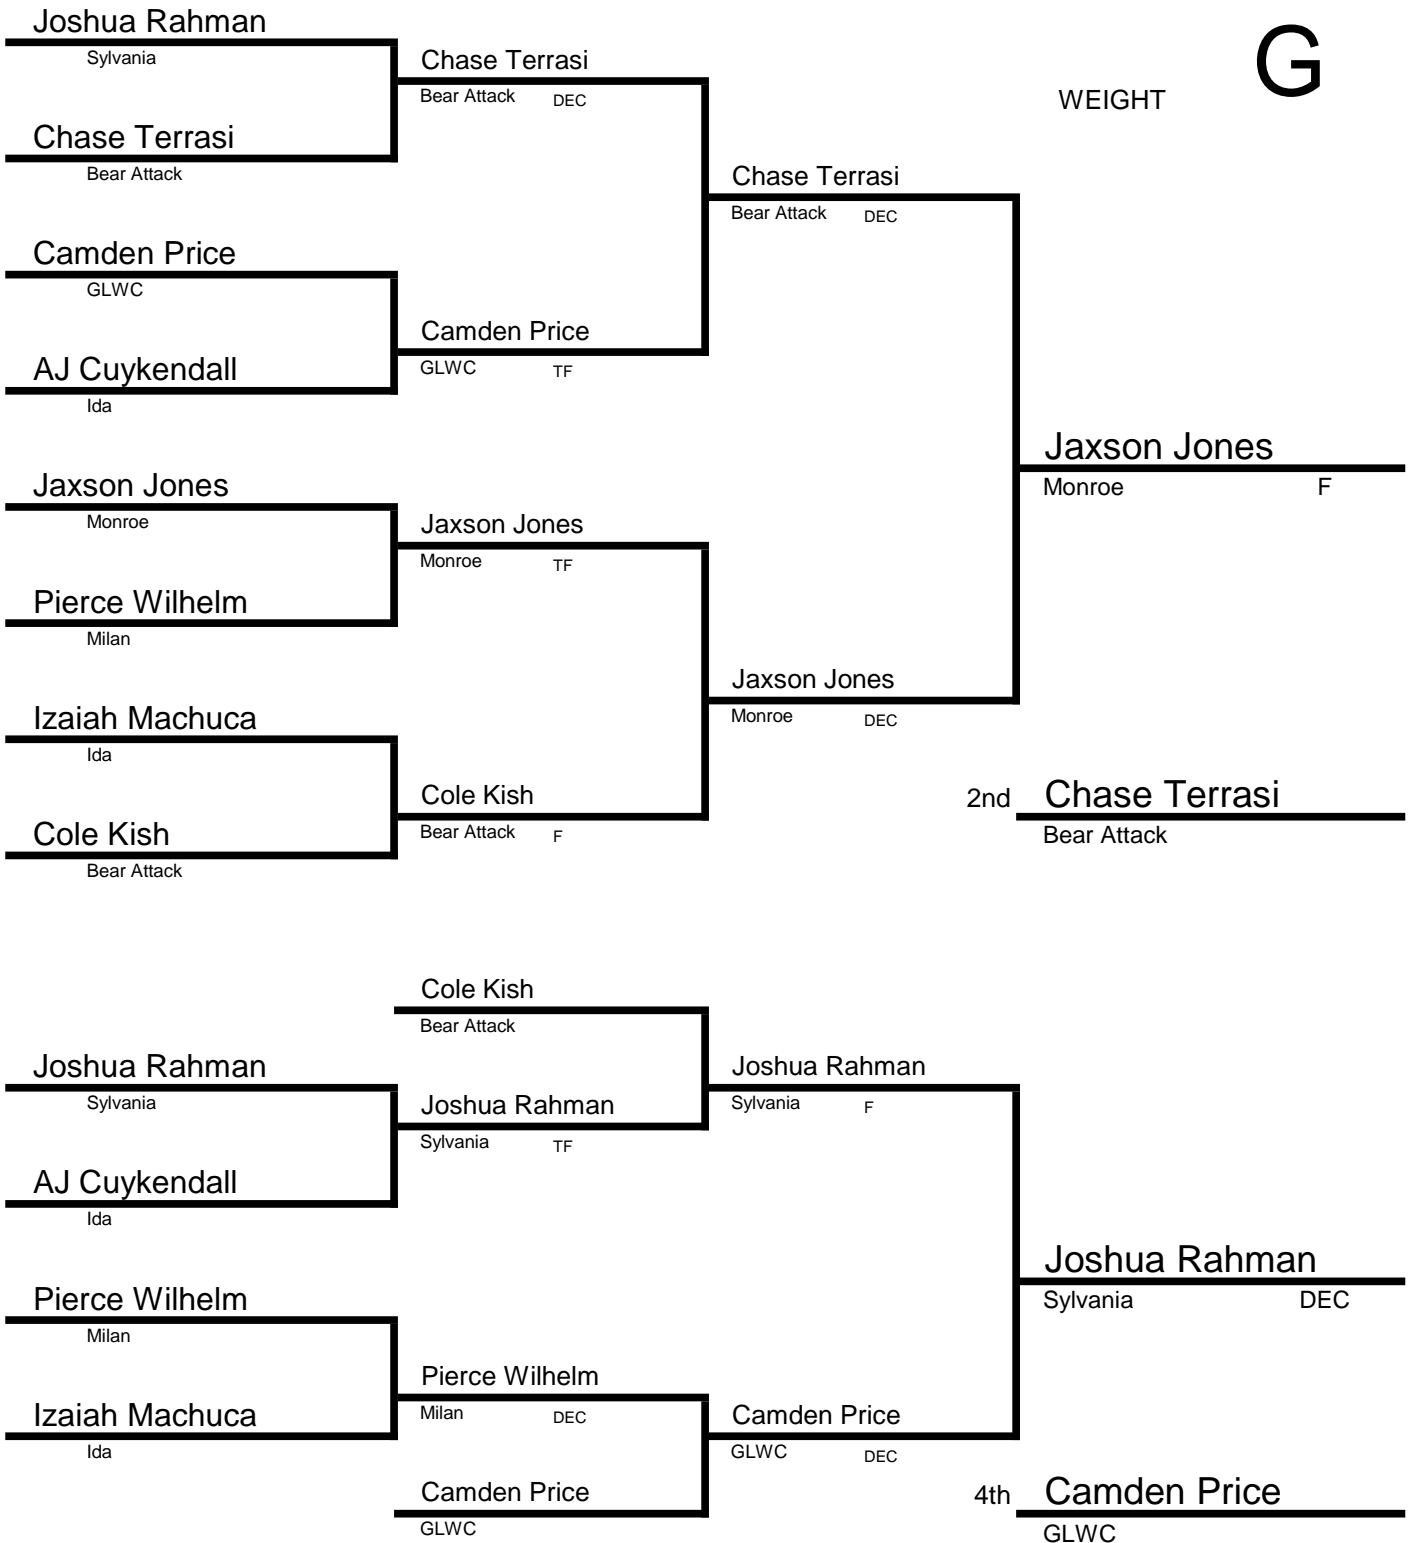 Joshua Rahman
Sylvania
Chase Terrasi
Bear Attack DEC
G
WEIGHT
Chase Terrasi
Bear Attack
Chase Terrasi
Bear Attack DEC
Camden Price
GLWC
Camden Price
GLWC TF
AJ Cuykendall
Ida
Jaxson Jones
Monroe F
Jaxson Jones
Monroe
Jaxson Jones
Monroe TF
Pierce Wilhelm
Milan
Jaxson Jones
Monroe DEC
Izaiah Machuca
Ida
Cole Kish
Bear Attack F
2nd Chase Terrasi
Bear Attack
Cole Kish
Bear Attack
Cole Kish
Bear Attack
Joshua Rahman
Sylvania
Joshua Rahman
Sylvania F
Joshua Rahman
Sylvania TF
AJ Cuykendall
Ida
Joshua Rahman
Sylvania DEC
Pierce Wilhelm
Milan
Pierce Wilhelm
Milan DEC
Izaiah Machuca
Ida
Camden Price
GLWC DEC
Camden Price
GLWC
4th Camden Price
GLWC